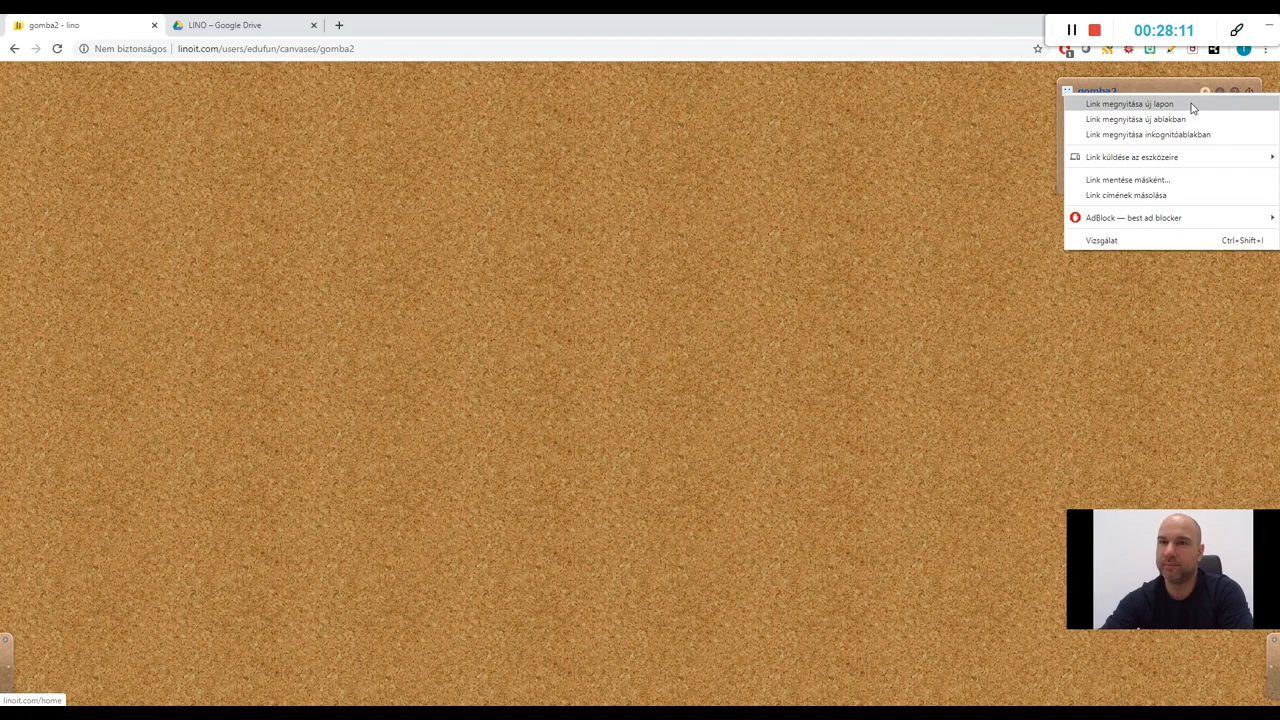 gomba2 - lino
LINO – Google Drive
00:28:11
Nem biztonságos
linoit.com/users/edufun/canvases/gomba2
1
t
gomba2
Link megnyitása új lapon
Link megnyitása új ablakban
Link megnyitása inkognitóablakban
Link küldése az eszközeire
Link mentése másként...
Link címének másolása
AdBlock — best ad blocker
Vizsgálat Ctrl+Shift+I
linoit.com/home